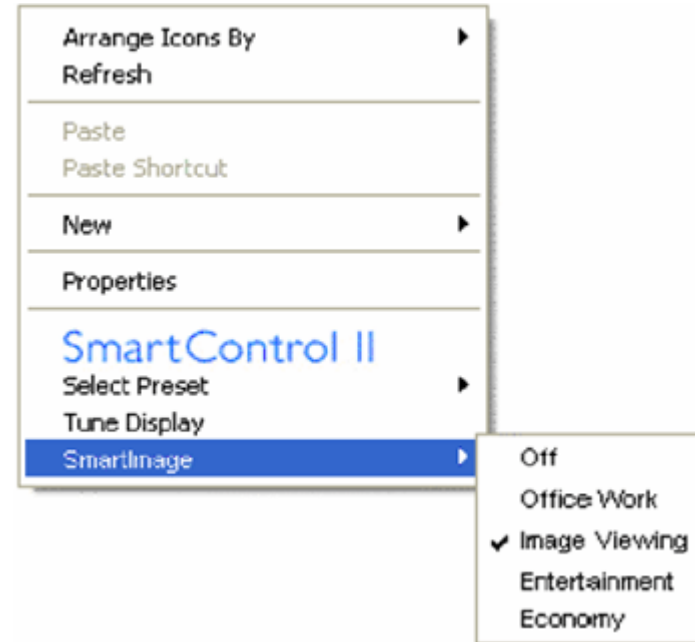 Arrange Icons By
Refresh
Paste
Paste Shortcut
New
Properties
SmartControl II
Select Preset
Tune Display
SmartImage
Off
Office Work
Image Viewing
Entertainment
Economy